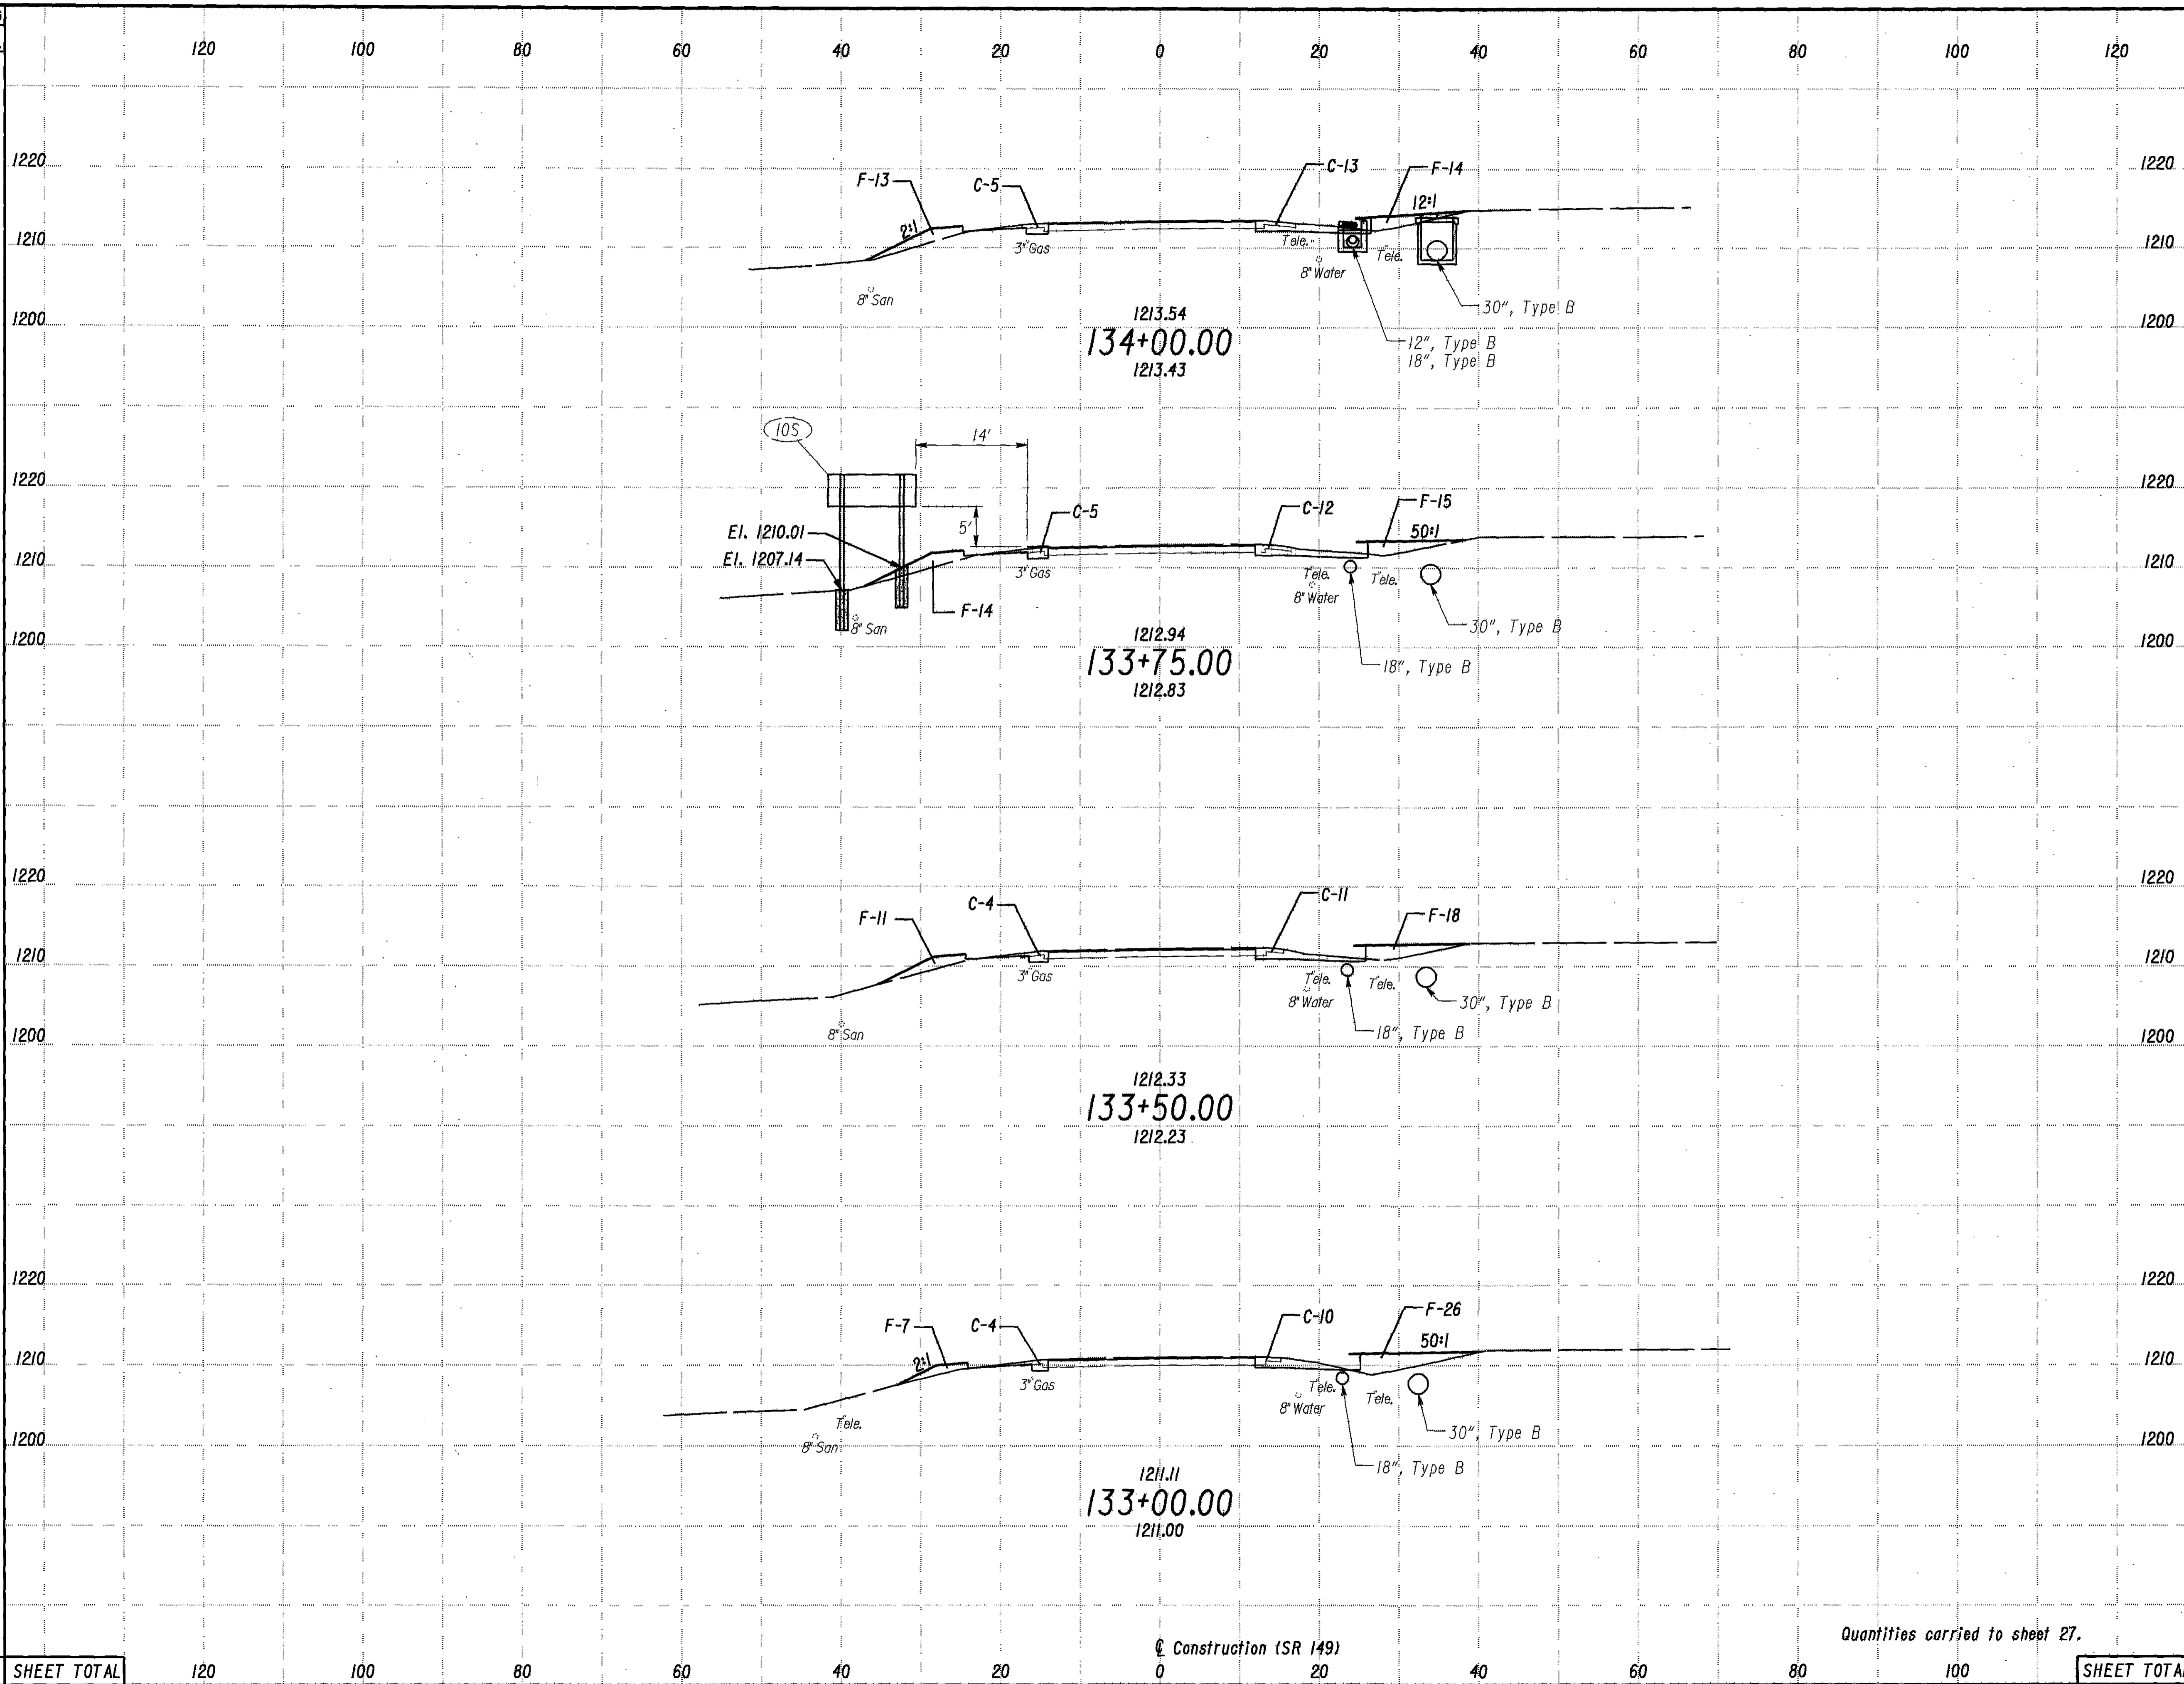 120 100 80 60 40 20 0 20 40 60 80 100 120
1220 1220
F-13 C-5 C-13 F-14
2:1 12:1
1210 1210
3" Gas Tele. Tele.
8" Water
8" San
30", Type B
1200 1200
12", Type B
18", Type B
1213.54
134+00.00
1213.43
10S 14'
1220 1220
5' C-5 C-12 F-15
50:1
El. 1210.01
El. 1207.14
1210 1210
3" Gas Tele. Tele.
8" Water
F-14
8" San 30", Type B
1200 1200
18", Type B
1212.94
133+75.00
1212.83
1220 1220
F-11 C-4 C-11 F-18
1210 1210
3" Gas Tele. Tele.
8" Water 30", Type B
8" San 18", Type B
1200 1200
1212.33
133+50.00
1212.23
1220 1220
F-7 C-4 C-10 F-26
2:1 50:1
1210 1210
3" Gas Tele. Tele.
8" Water
Tele.
8" San 30", Type B
1200 1200
18", Type B
1211.11
133+00.00
1211.00
℄ Construction (SR 149)
Quantities carried to sheet 27.
SHEET TOTAL 120 100 80 60 40 20 0 20 40 60 80 100 SHEET TOTAL